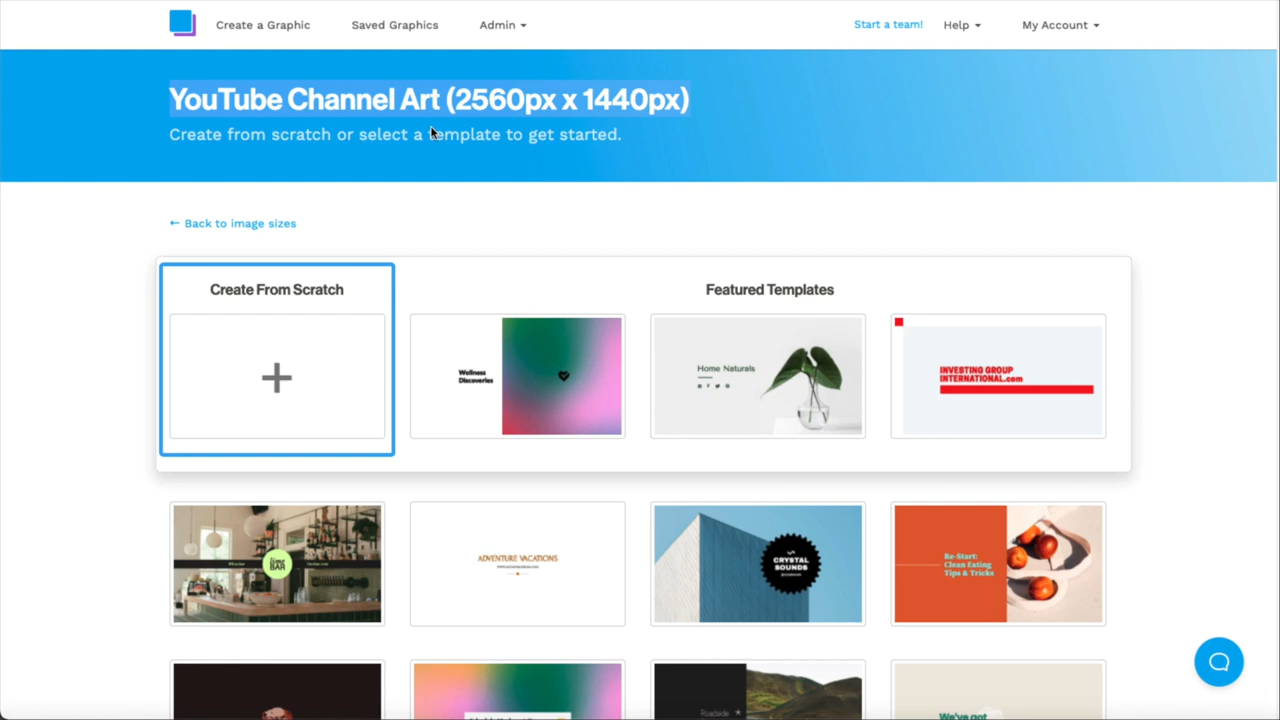 Create a Graphic
Saved Graphics
Admin
Start a team!
Help
My Account
YouTube Channel Art (2560px x 1440px)
Create from scratch or select a template to get started.
← Back to image sizes
Create From Scratch
Featured Templates
Wellness
Discoveries
Home Naturals
INVESTING GROUP
INTERNATIONAL.com
ADVENTURE VACATIONS
CRYSTAL
SOUNDS
Re-Start:
Clean Eating
Tips & Tricks
Roadside
We've got